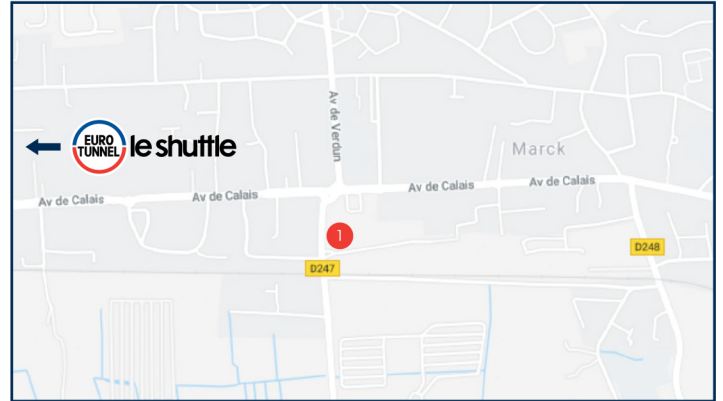 Av de Verdun
EURO
TUNNEL
le shuttle
Marck
Av de Calais
Av de Calais
Av de Calais
Av de Calais
1
D248
D247